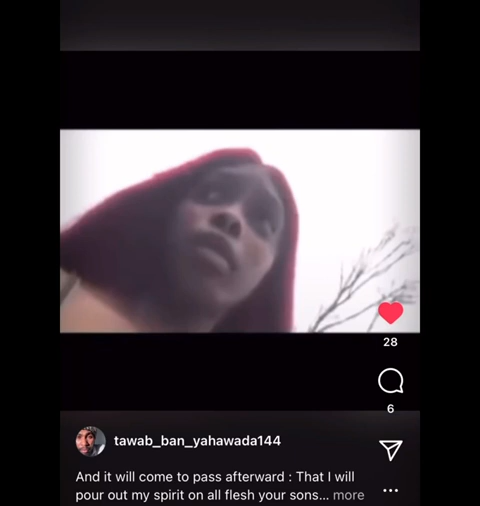 28
6
tawab_ban_yahawada144
And it will come to pass afterward : That I will
pour out my spirit on all flesh your sons... more